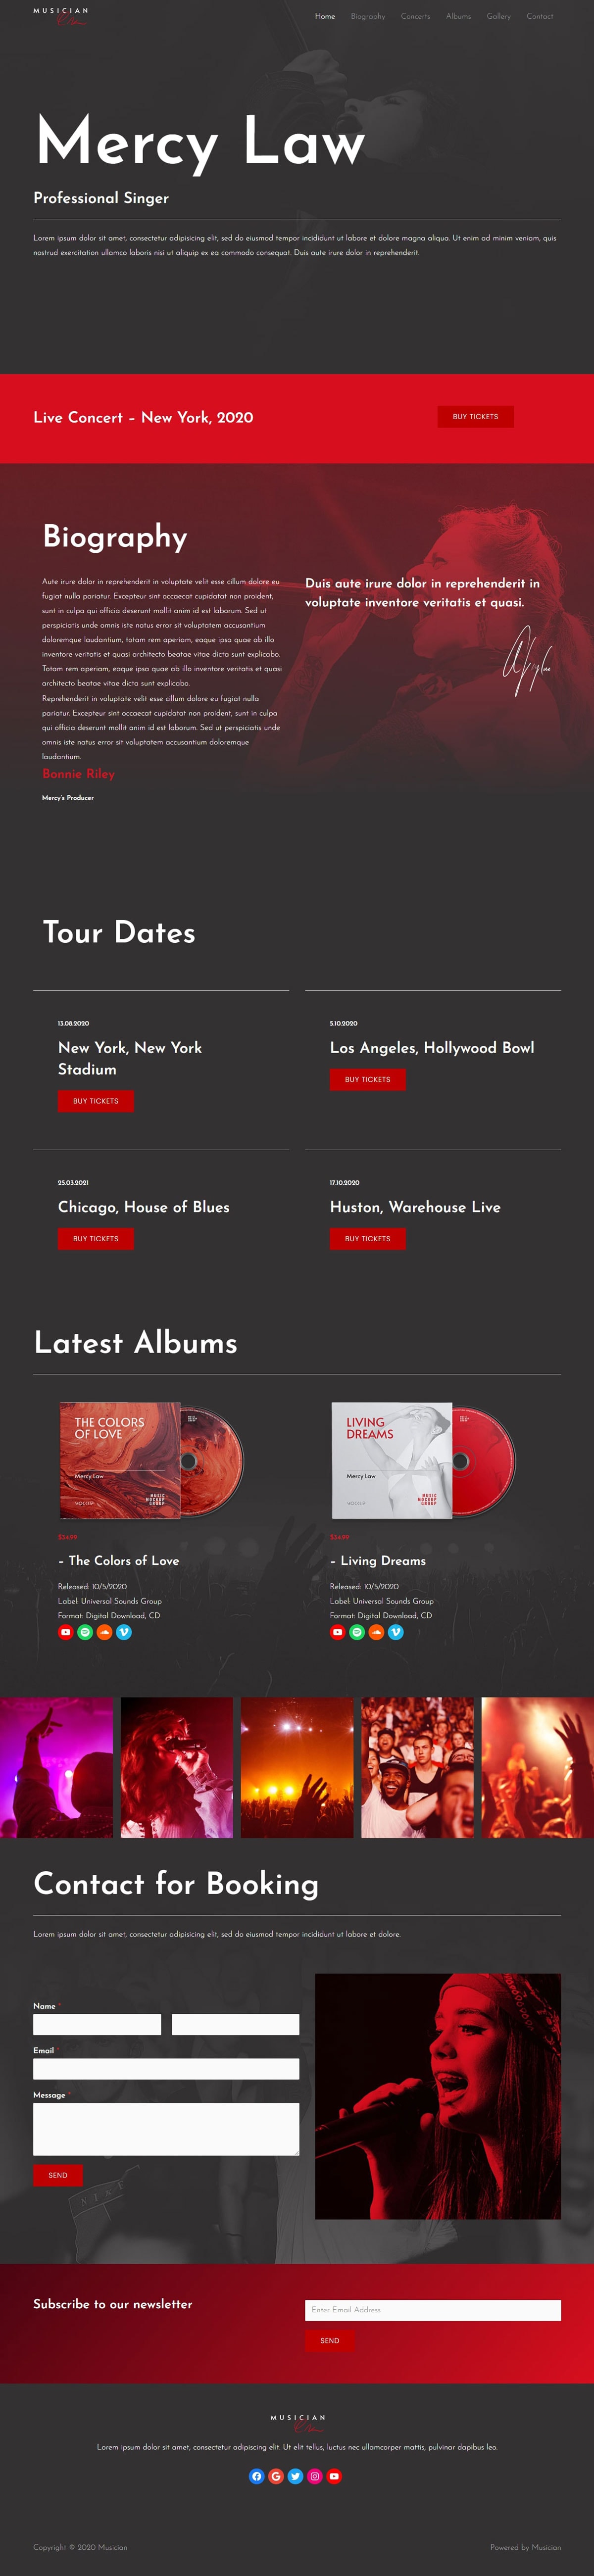 MUSICIAN
Home Biography Concerts Albums Gallery Contact
Mercy Law
Professional Singer
Lorem ipsum dolor sit amet, consectetur adipisicing elit, sed do eiusmod tempor incididunt ut labore et dolore magna aliqua. Ut enim ad minim veniam, quis
nostrud exercitation ullamco laboris nisi ut aliquip ex ea commodo consequat. Duis aute irure dolor in reprehenderit.
Live Concert – New York, 2020
BUY TICKETS
Biography
Aute irure dolor in reprehenderit in voluptate velit esse cillum dolore eu
fugiat nulla pariatur. Excepteur sint occaecat cupidatat non proident,
sunt in culpa qui officia deserunt mollit anim id est laborum. Sed ut
perspiciatis unde omnis iste natus error sit voluptatem accusantium
doloremque laudantium, totam rem aperiam, eaque ipsa quae ab illo
inventore veritatis et quasi architecto beatae vitae dicta sunt explicabo.
Totam rem aperiam, eaque ipsa quae ab illo inventore veritatis et quasi
architecto beatae vitae dicta sunt explicabo.
Reprehenderit in voluptate velit esse cillum dolore eu fugiat nulla
pariatur. Excepteur sint occaecat cupidatat non proident, sunt in culpa
qui officia deserunt mollit anim id est laborum. Sed ut perspiciatis unde
omnis iste natus error sit voluptatem accusantium doloremque
laudantium.
Bonnie Riley
Mercy's Producer
Duis aute irure dolor in reprehenderit in
voluptate inventore veritatis et quasi.
Tour Dates
13.08.2020
New York, New York
Stadium
BUY TICKETS
5.10.2020
Los Angeles, Hollywood Bowl
BUY TICKETS
25.03.2021
Chicago, House of Blues
BUY TICKETS
17.10.2020
Huston, Warehouse Live
BUY TICKETS
Latest Albums
THE COLORS
OF LOVE
Mercy Law
MUSIC
MOCKUP
GROUP
$34.99
– The Colors of Love
Released: 10/5/2020
Label: Universal Sounds Group
Format: Digital Download, CD
LIVING
DREAMS
Mercy Law
MUSIC
MOCKUP
GROUP
$34.99
– Living Dreams
Released: 10/5/2020
Label: Universal Sounds Group
Format: Digital Download, CD
Contact for Booking
Lorem ipsum dolor sit amet, consectetur adipisicing elit, sed do eiusmod tempor incididunt ut labore et dolore.
Name *
Email *
Message *
SEND
Subscribe to our newsletter
Enter Email Address
SEND
MUSICIAN
Lorem ipsum dolor sit amet, consectetur adipiscing elit. Ut elit tellus, luctus nec ullamcorper mattis, pulvinar dapibus leo.
Copyright © 2020 Musician
Powered by Musician